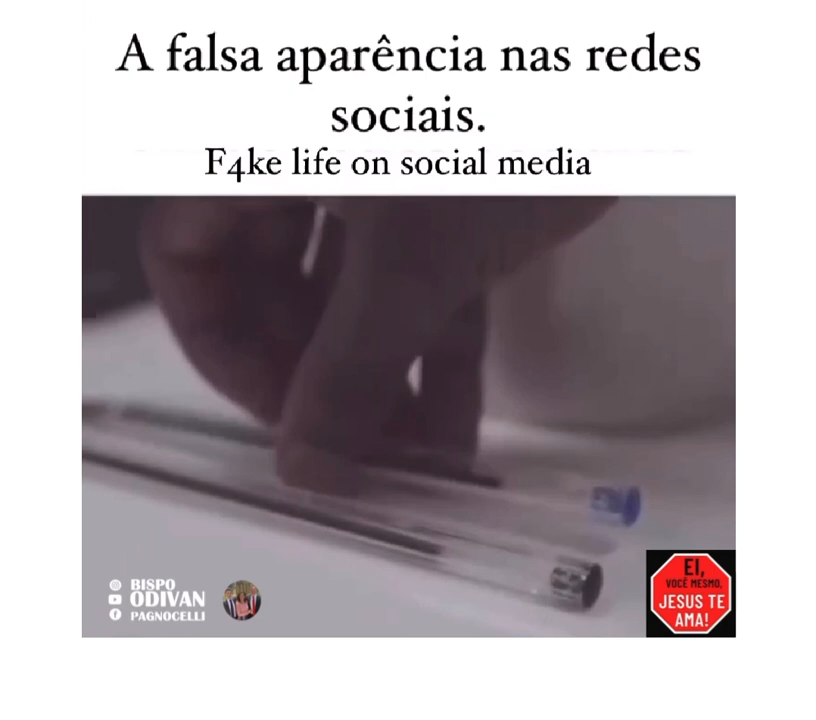 A falsa aparência nas redes
sociais.
F4ke life on social media
BISPO
ODIVAN
PAGNOCELLI
EI,
VOCÊ MESMO,
JESUS TE
AMA!